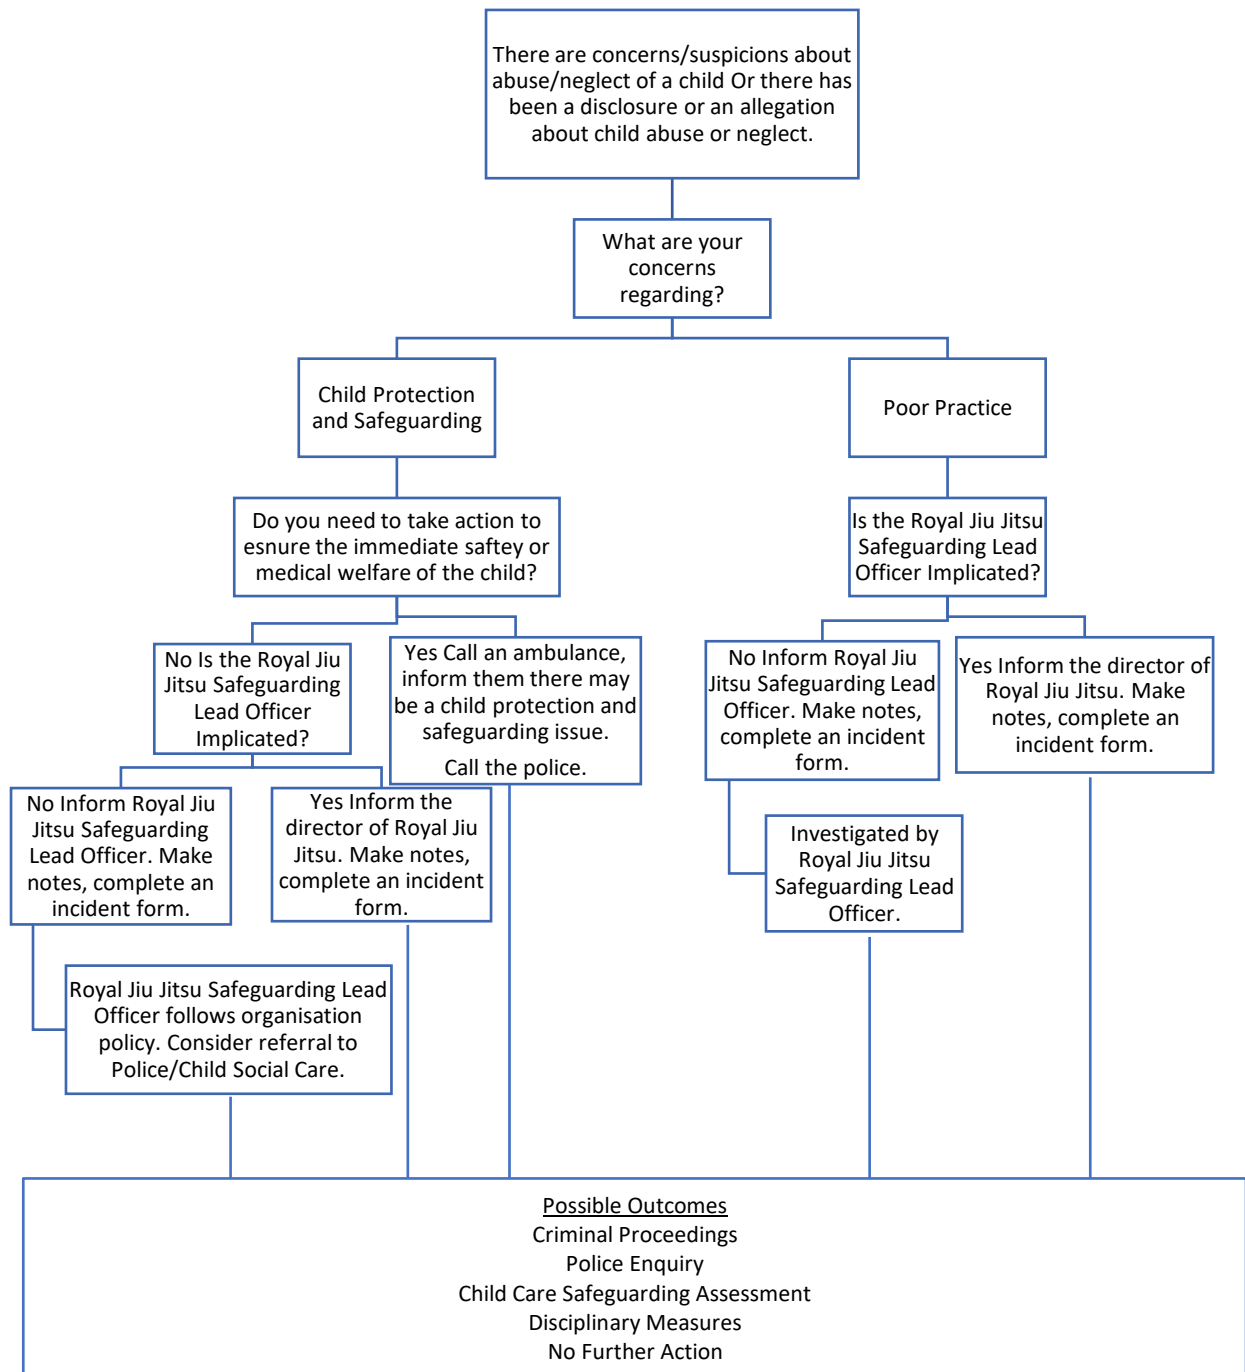 There are concerns/suspicions about
abuse/neglect of a child Or there has
been a disclosure or an allegation
about child abuse or neglect.
What are your
concerns
regarding?
Child Protection
and Safeguarding
Poor Practice
Do you need to take action to
esnure the immediate saftey or
medical welfare of the child?
Is the Royal Jiu Jitsu
Safeguarding Lead
Officer Implicated?
No Is the Royal Jiu
Jitsu Safeguarding
Lead Officer
Implicated?
Yes Call an ambulance,
inform them there may
be a child protection and
safeguarding issue.
Call the police.
No Inform Royal Jiu
Jitsu Safeguarding Lead
Officer. Make notes,
complete an incident
form.
Yes Inform the director of
Royal Jiu Jitsu. Make
notes, complete an
incident form.
No Inform Royal Jiu
Jitsu Safeguarding
Lead Officer. Make
notes, complete an
incident form.
Yes Inform the
director of Royal Jiu
Jitsu. Make notes,
complete an incident
form.
Investigated by
Royal Jiu Jitsu
Safeguarding Lead
Officer.
Royal Jiu Jitsu Safeguarding Lead
Officer follows organisation
policy. Consider referral to
Police/Child Social Care.
Possible Outcomes
Criminal Proceedings
Police Enquiry
Child Care Safeguarding Assessment
Disciplinary Measures
No Further Action